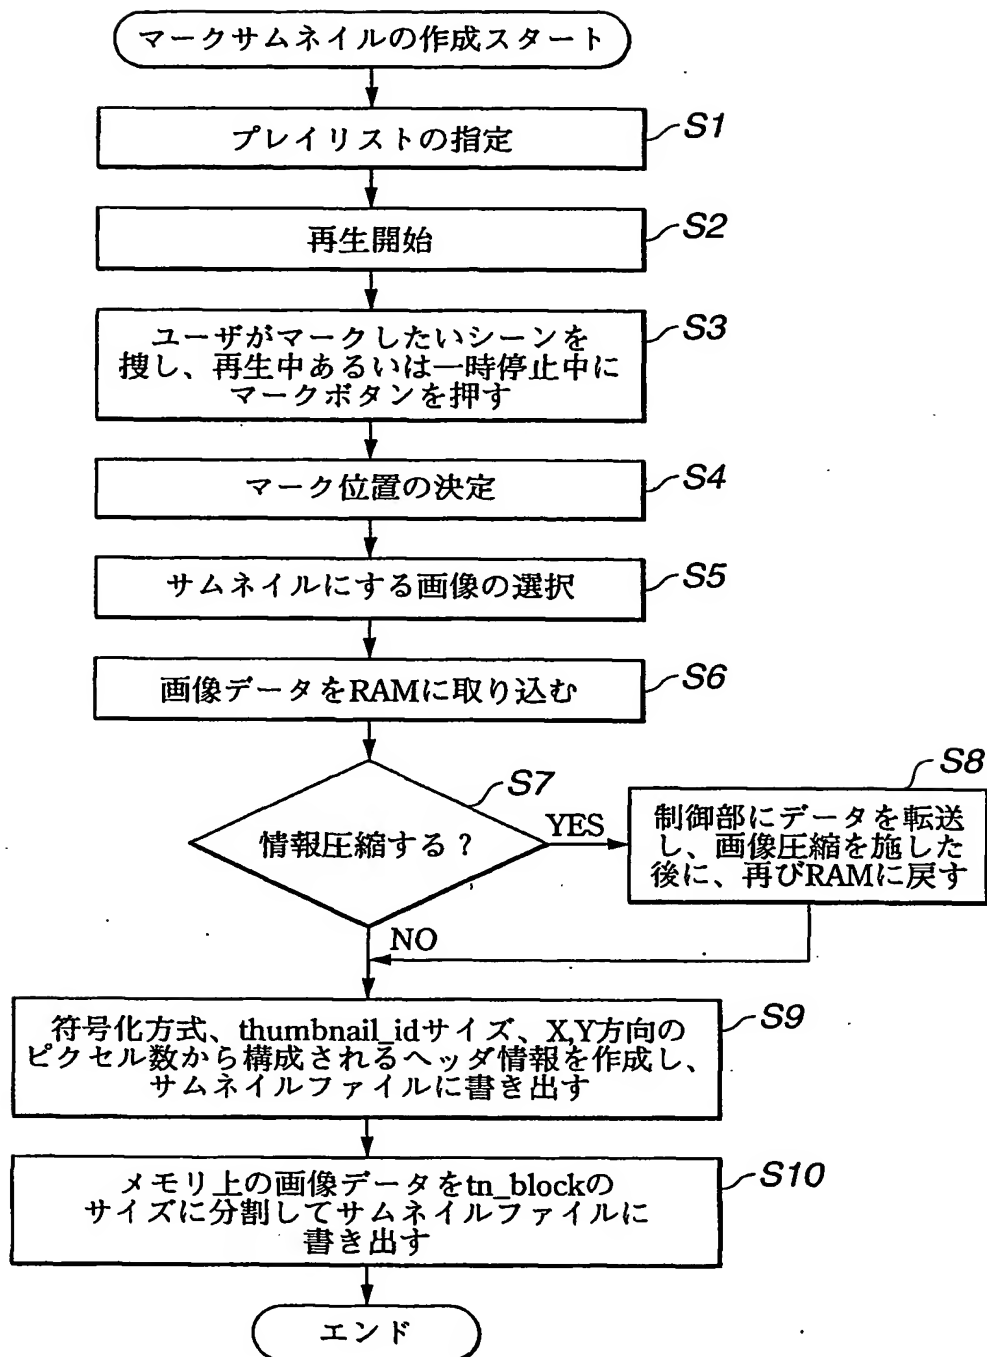 マークサムネイルの作成スタート
プレイリストの指定
S1
再生開始
S2
ユーザがマークしたいシーンを
捜し、再生中あるいは一時停止中に
マークボタンを押す
S3
マーク位置の決定
S4
サムネイルにする画像の選択
S5
画像データをRAMに取り込む
S6
情報圧縮する?
S7
YES
制御部にデータを転送
し、画像圧縮を施した
後に、再びRAMに戻す
S8
NO
符号化方式、thumbnail_idサイズ、X,Y方向の
ピクセル数から構成されるヘッダ情報を作成し、
サムネイルファイルに書き出す
S9
メモリ上の画像データをtn_blockの
サイズに分割してサムネイルファイルに
書き出す
S10
エンド